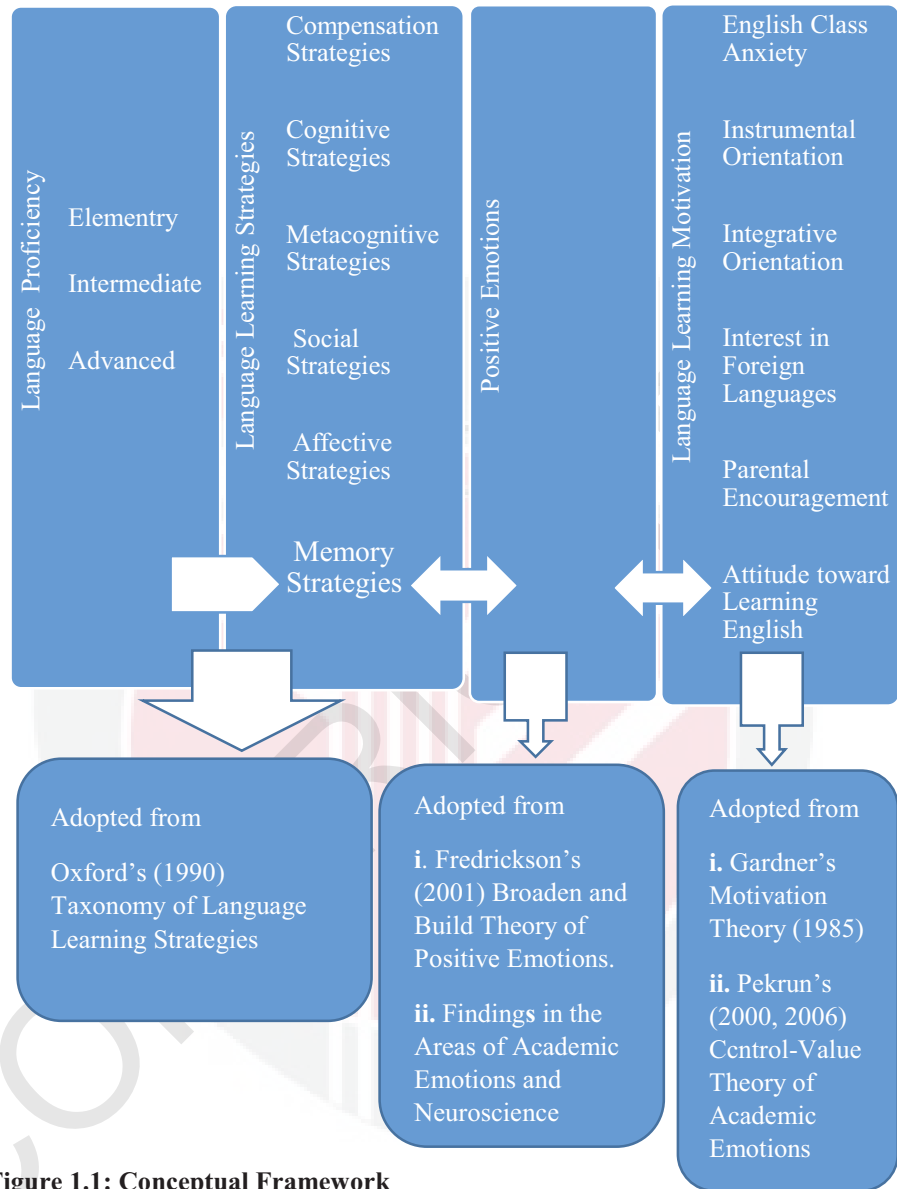 Language Proficiency
Elementry
Intermediate
Advanced
Language Learning Strategies
Compensation
Strategies
Cognitive
Strategies
Metacognitive
Strategies
Social
Strategies
Affective
Strategies
Memory
Strategies
Positive Emotions
Language Learning Motivation
English Class
Anxiety
Instrumental
Orientation
Integrative
Orientation
Interest in
Foreign
Languages
Parental
Encouragement
Attitude toward
Learning
English
Adopted from
Oxford's (1990)
Taxonomy of Language
Learning Strategies
Adopted from
i. Fredrickson's
(2001) Broaden and
Build Theory of
Positive Emotions.
ii. Findings in the
Areas of Academic
Emotions and
Neuroscience
Adopted from
i. Gardner's
Motivation
Theory (1985)
ii. Pekrun's
(2000, 2006)
Ccntrol-Value
Theory of
Academic
Emotions
Figure 1.1: Conceptual Framework